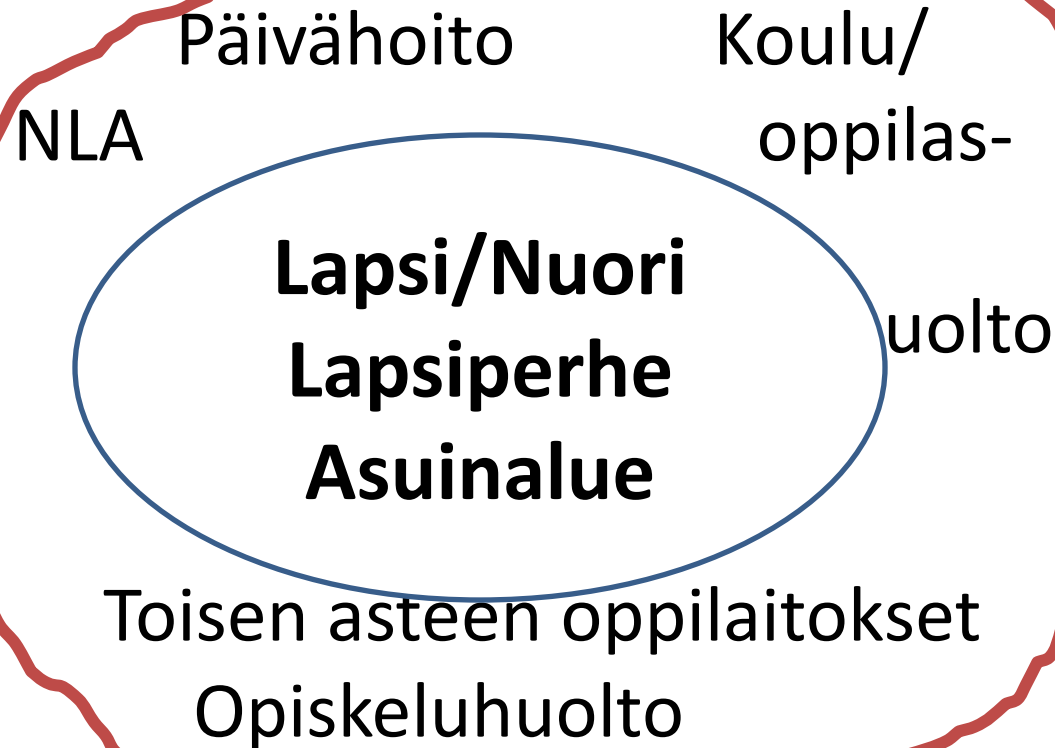 Päivähoito
Koulu/
NLA
oppilas-
Lapsi/Nuori
uolto
Lapsiperhe
Asuinalue
Toisen asteen oppilaitokset
Opiskeluhuolto